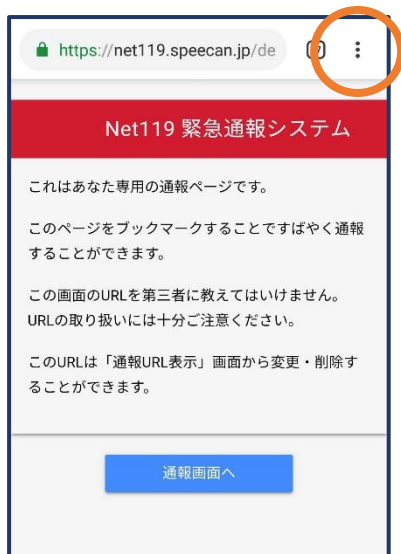 https://net119.speecan.jp/de
Net119 緊急通報システム
これはあなた専用の通報ページです。
このページをブックマークすることですばやく通報
することができます。
この画面のURLを第三者に教えてはいけません。
URLの取り扱いには十分ご注意ください。
このURLは「通報URL表示」画面から変更・削除す
ることができます。
通報画面へ